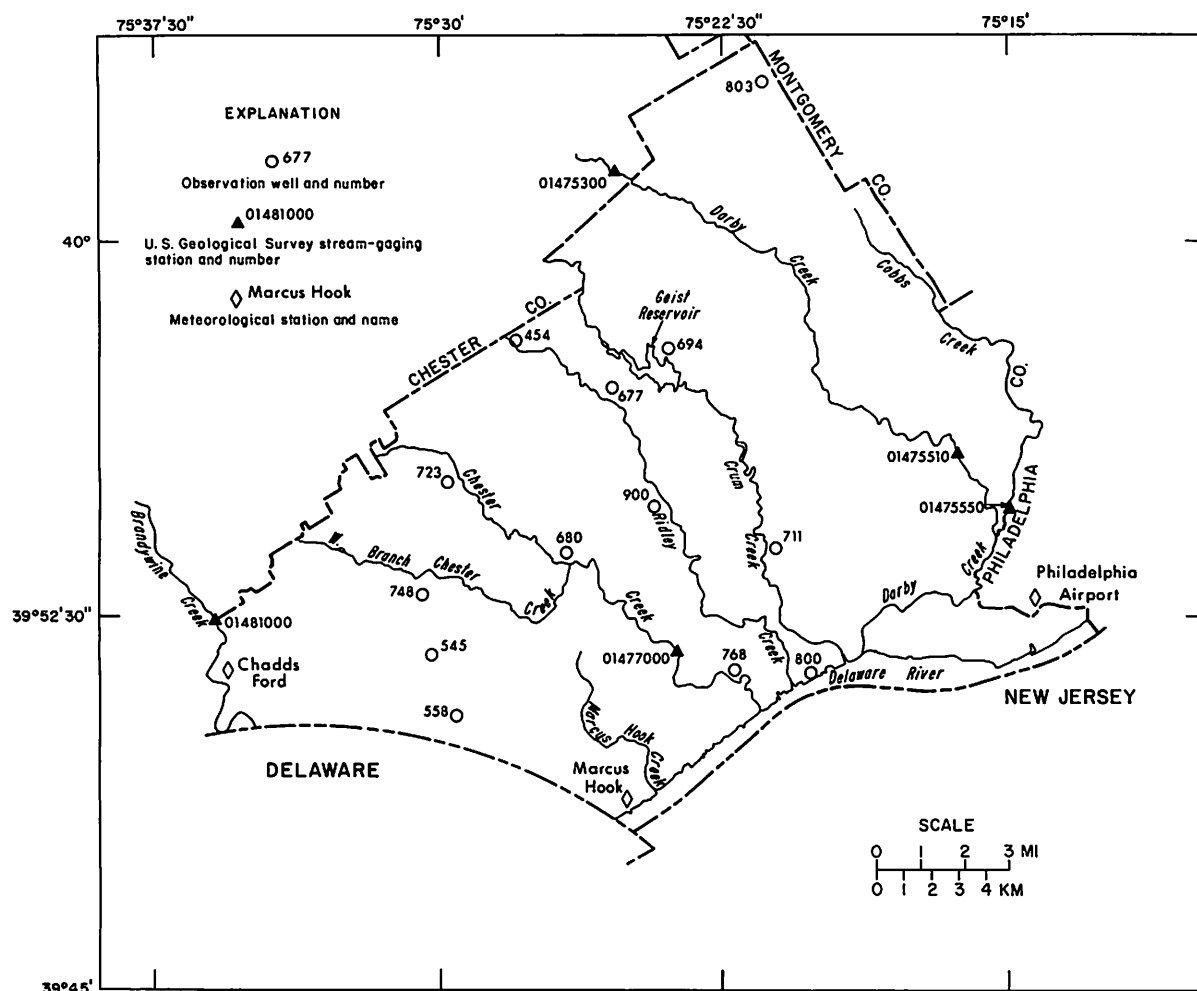 75°37'30"
75°30'
75°22'30"
75°15'
EXPLANATION
677
Observation well and number
01481000
U. S. Geological Survey stream-gaging
station and number
Marcus Hook
Meteorological station and name
803
MONTGOMERY
CO.
01475300
Darby
Creek
40°
Cobbs
Creek
CO.
PHILADELPHIA
CHESTER
CO.
Geist
Reservoir
454
694
677
01475510
01475550
723
Chester
900
Ridley
Crum
Creek
711
680
Brandywine
Creek
W.
Branch
Chester
Creek
748
Creek
Creek
Darby
Creek
Philadelphia
Airport
39°52'30"
01481000
545
01477000
768
800
Delaware
River
Chadds
Ford
558
Marcus
Hook
Creek
NEW JERSEY
DELAWARE
Marcus
Hook
SCALE
0 1 2 3 MI
0 1 2 3 4 KM
39°45'